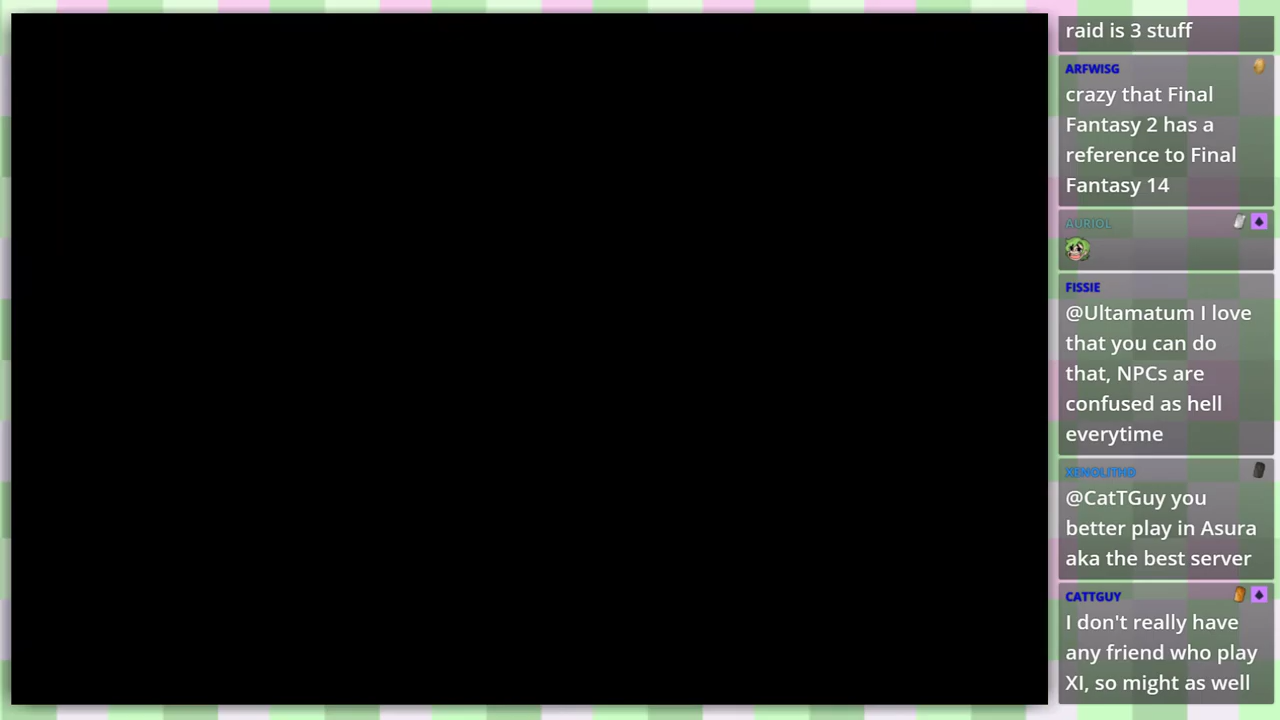 raid is 3 stuff
ARFWISG
crazy that Final
Fantasy 2 has a
reference to Final
Fantasy 14
AURIOL
FISSIE
@Ultamatum I love
that you can do
that, NPCs are
confused as hell
everytime
XENOLITHO
@CatTGuy you
better play in Asura
aka the best server
CATTGUY
I don't really have
any friend who play
XI, so might as well